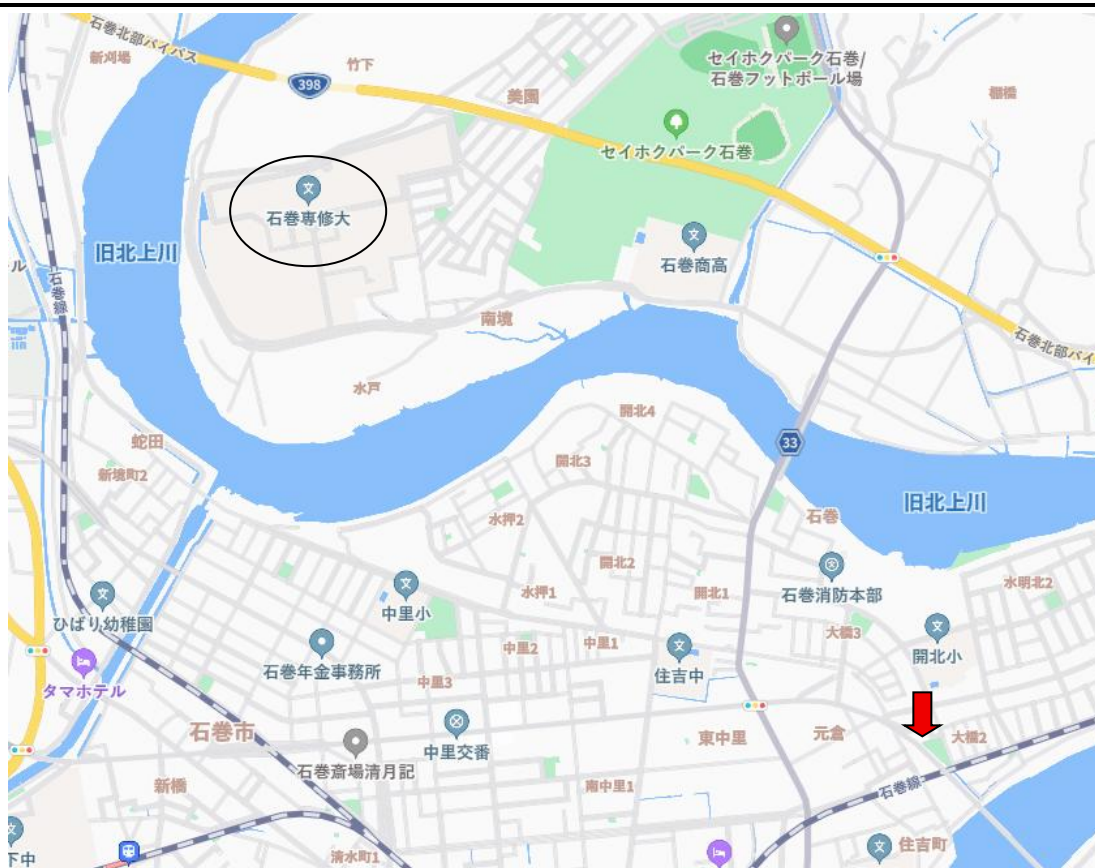 石巻北部バイパス
新刈場
竹下
398
美園
セイホクパーク石巻/
石巻フットボール場
棚橋
セイホクパーク石巻
石巻専修大
旧北上川
石巻商高
ル
石巻線
南境
石巻北部バイ
水戸
開北4
蛇田
33
新境町2
開北3
旧北上川
水押2
石巻
開北2
水押1
開北1
石巻消防本部
水明北2
ひばり幼稚園
中里小
大橋3
中里2
中里1
開北小
石巻年金事務所
住吉中
タマホテル
中里3
石巻市
中里交番
東中里
元倉
大橋2
石巻斎場清月記
新橋
南中里1
石巻線
住吉町
下中
清水町1